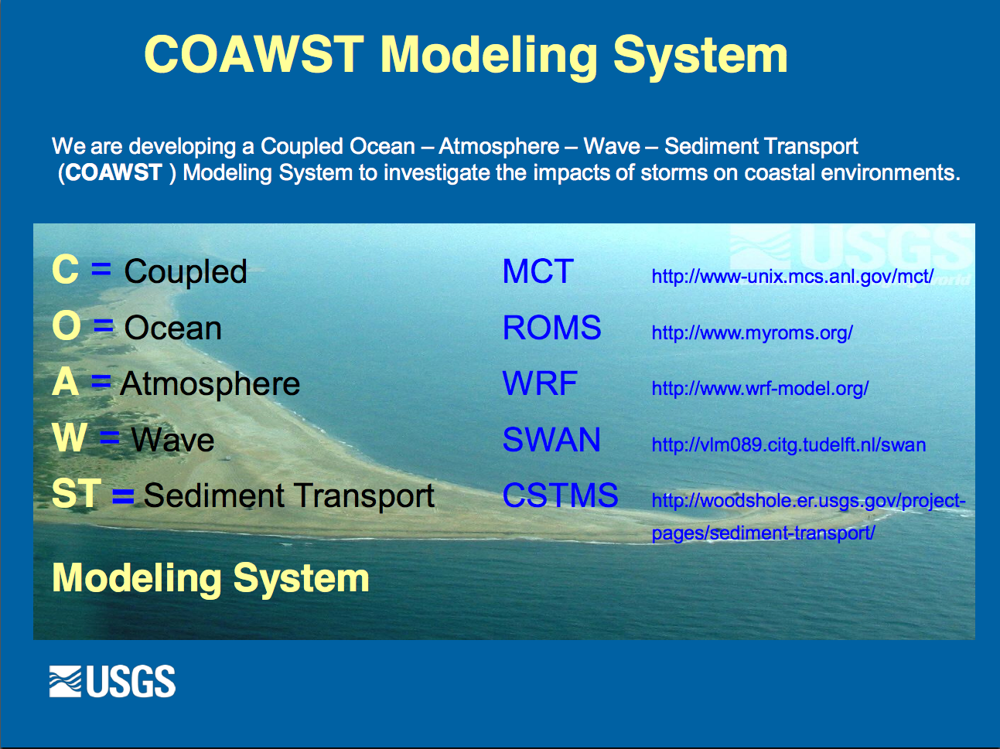 COAWST Modeling System
We are developing a Coupled Ocean – Atmosphere – Wave – Sediment Transport
(COAWST ) Modeling System to investigate the impacts of storms on coastal environments.
USGS
C = Coupled MCT http://www-unix.mcs.anl.gov/mct/
world
O = Ocean ROMS http://www.myroms.org/
A = Atmosphere WRF http://www.wrf-model.org/
W = Wave SWAN http://vlm089.citg.tudelft.nl/swan
ST = Sediment Transport CSTMS http://woodshole.er.usgs.gov/project-
pages/sediment-transport/
Modeling System
USGS